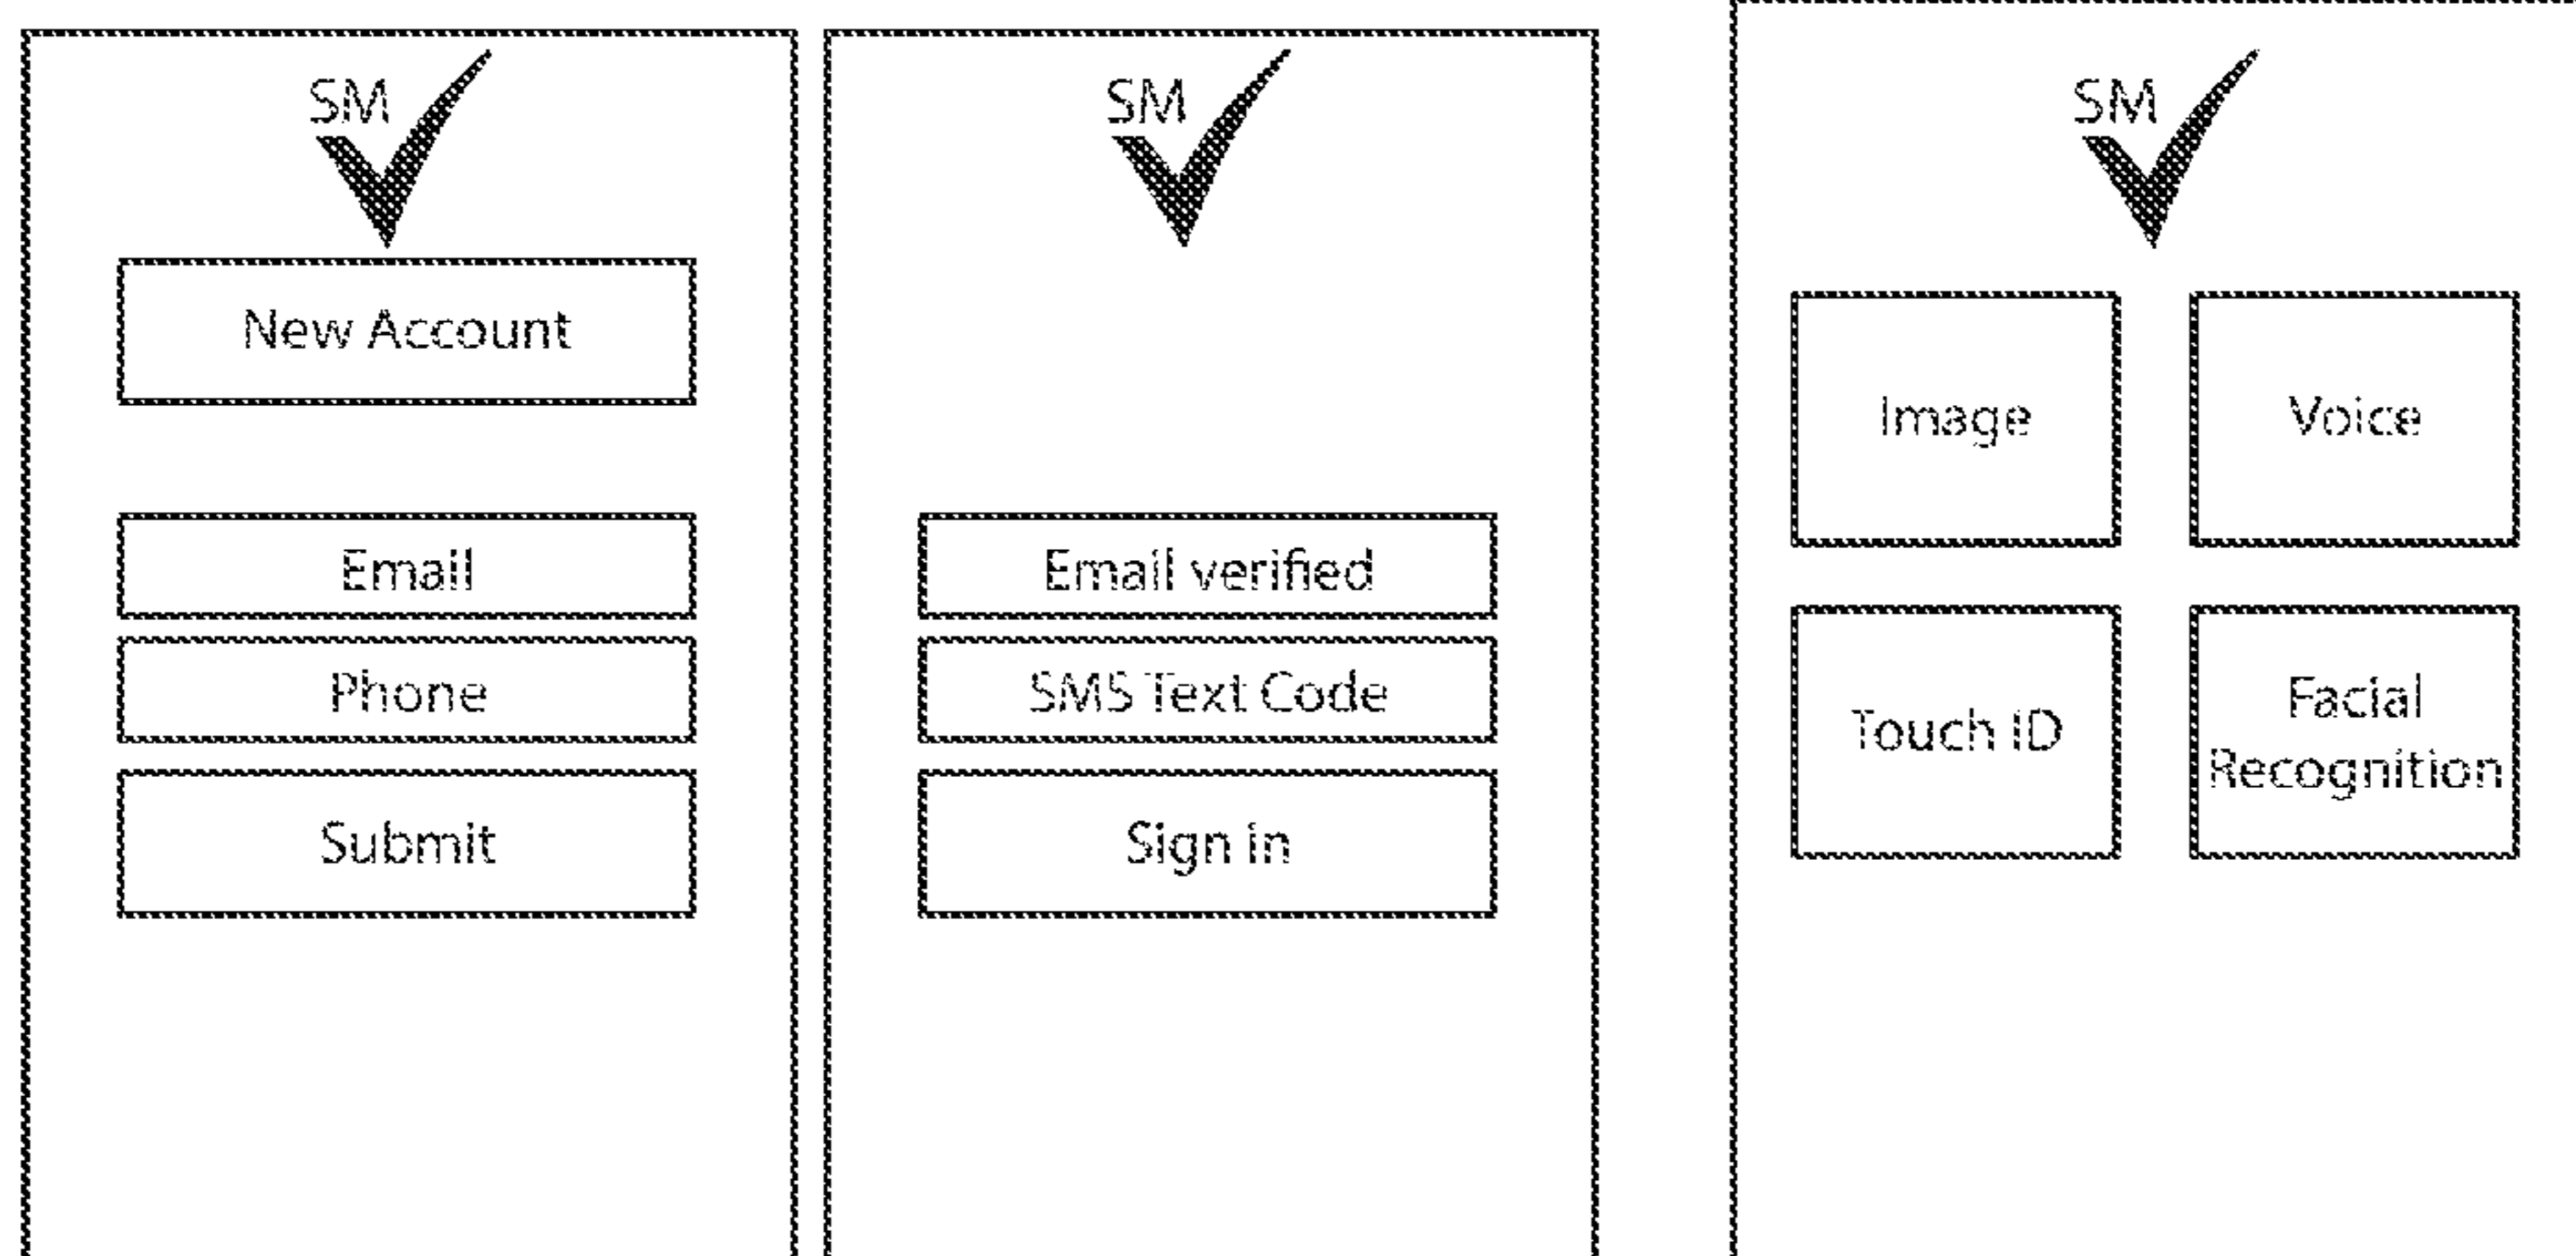 SM
New Account
Email
Phone
Submit
SM
Email verified
SMS Text Code
Sign in
SM
Image
Voice
Touch ID
Facial
Recognition